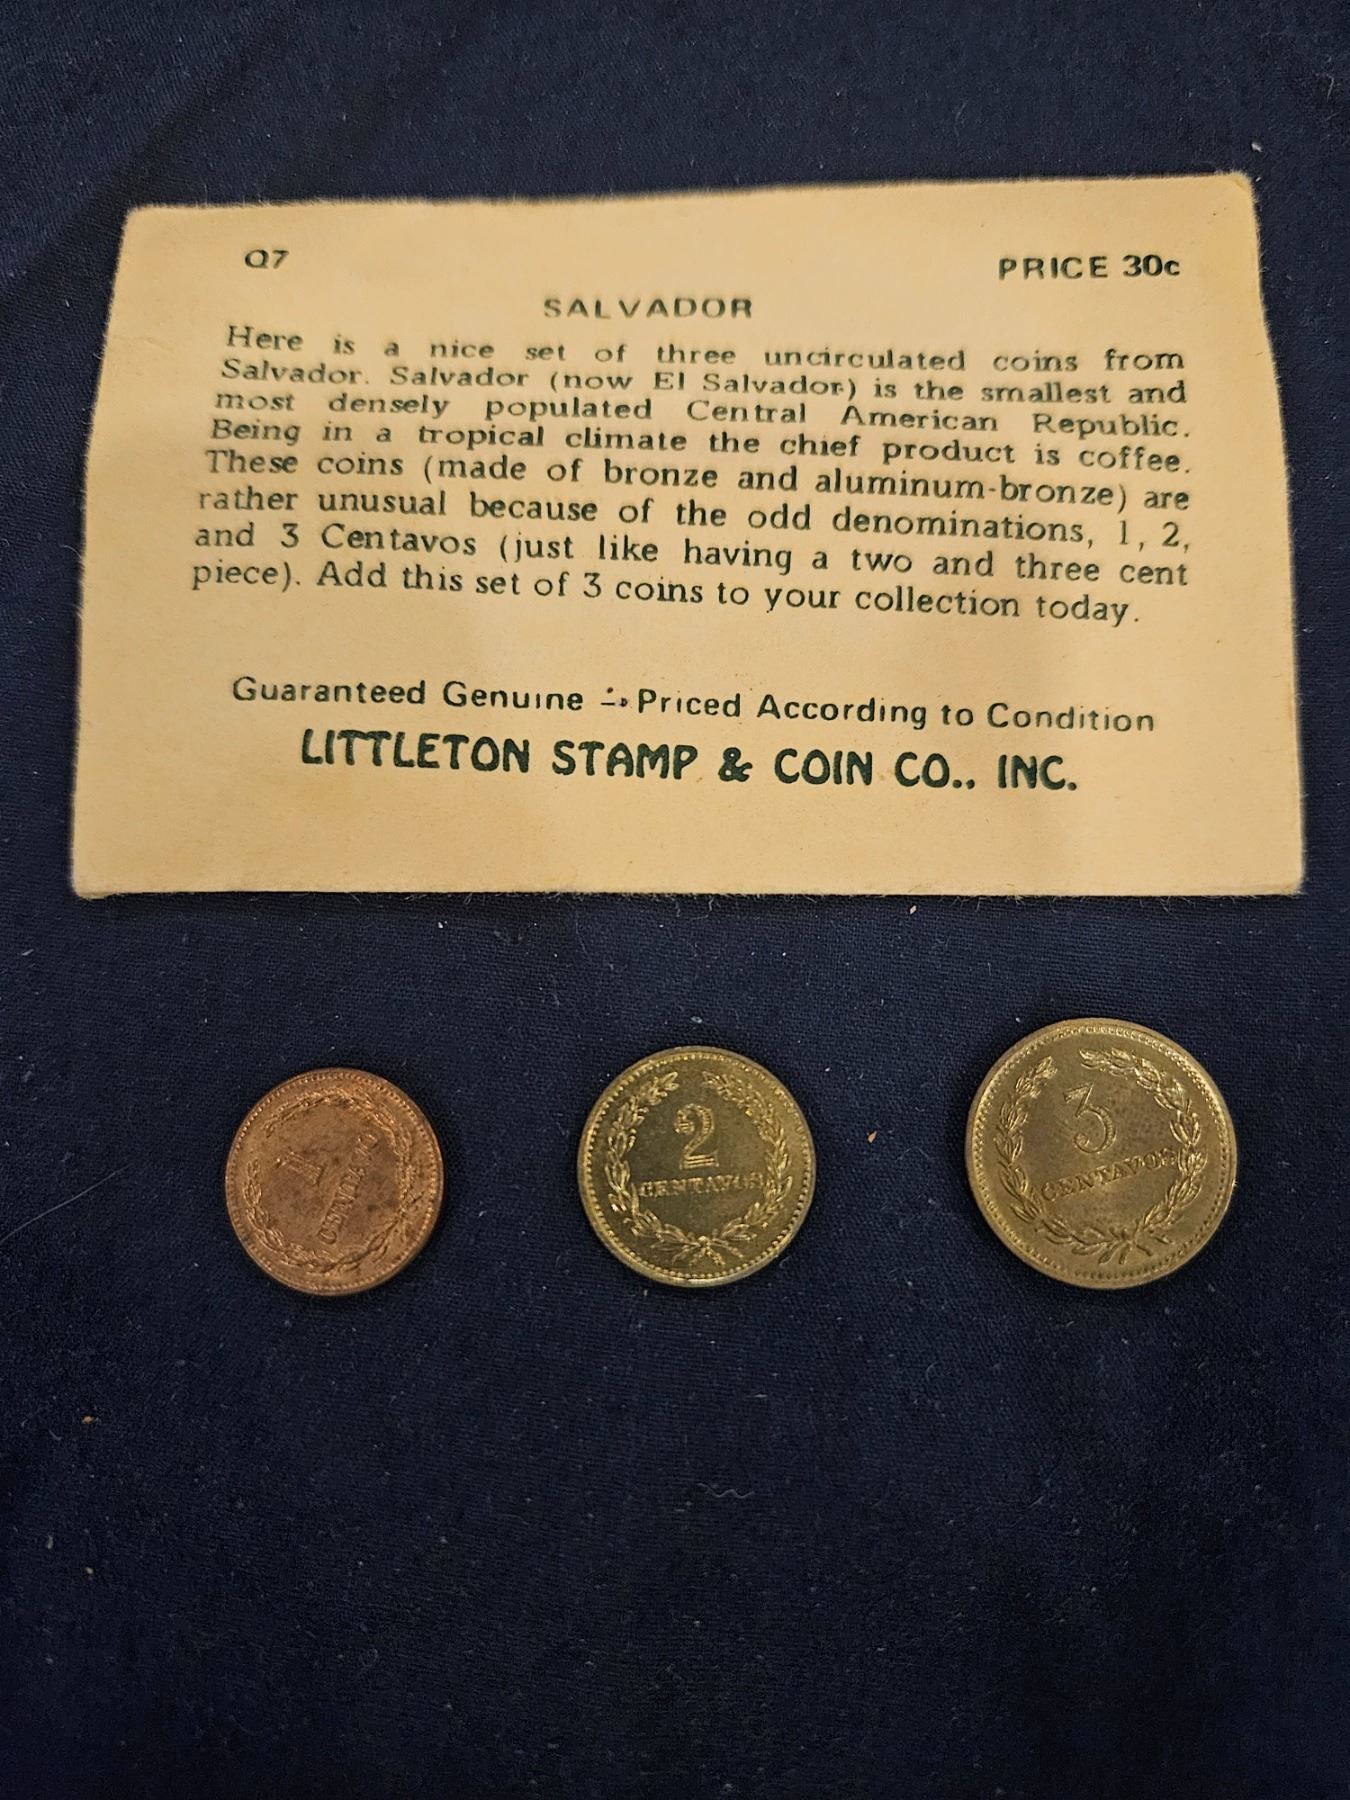 Q7 PRICE 30c
SALVADOR
Here is a nice set of three uncirculated coins from
Salvador. Salvador (now El Salvador) is the smallest and
most densely populated Central American Republic.
Being in a tropical climate the chief product is coffee.
These coins (made of bronze and aluminum-bronze) are
rather unusual because of the odd denominations, 1, 2,
and 3 Centavos (just like having a two and three cent
piece). Add this set of 3 coins to your collection today.
Guaranteed Genuine -:- Priced According to Condition
LITTLETON STAMP & COIN CO., INC.
1
CENTAVO
2
CENTAVOS
3
CENTAVOS